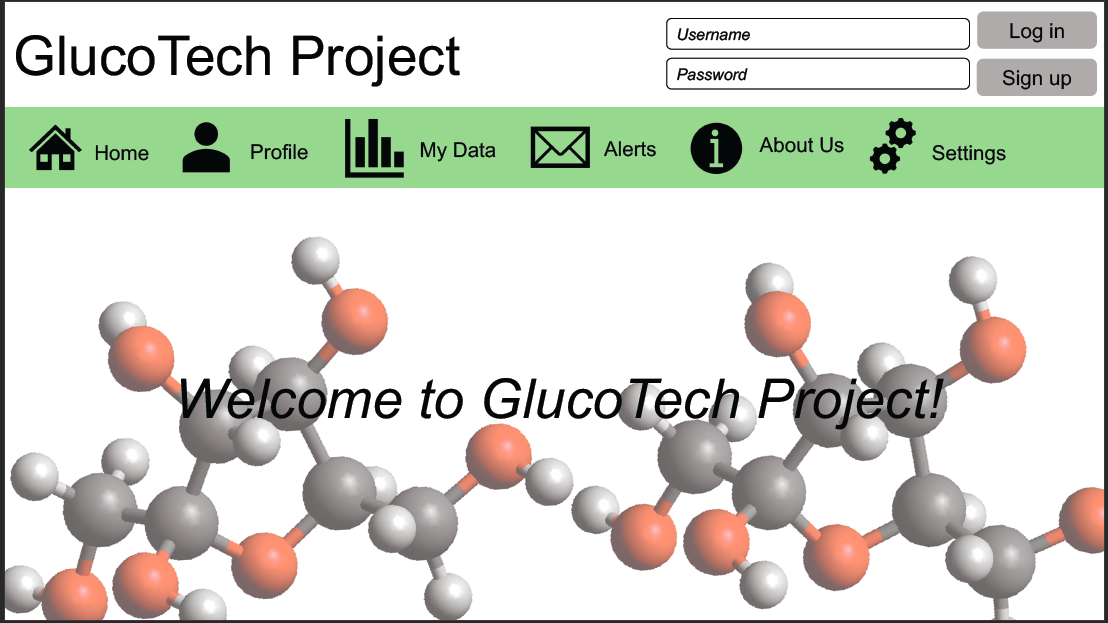 GlucoTech Project
Username
Log in
Password
Sign up
Home Profile My Data Alerts About Us Settings
Welcome to GlucoTech Project!